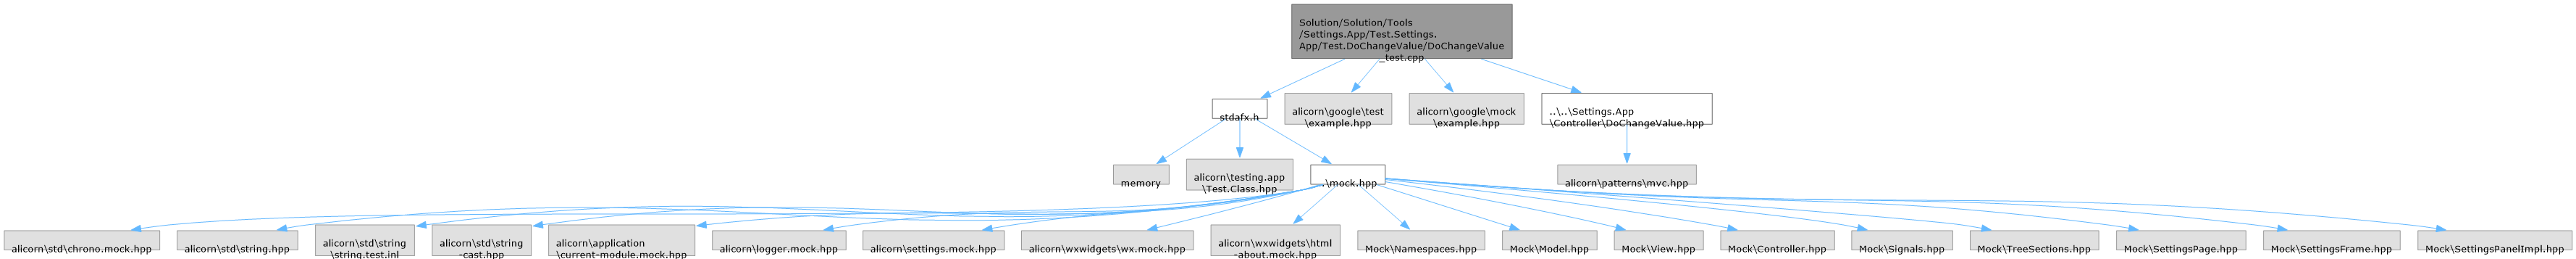 Solution/Solution/Tools
/Settings.App/Test.Settings.
App/Test.DoChangeValue/DoChangeValue
_test.cpp
stdafx.h
alicorn\google\test
\example.hpp
alicorn\google\mock
\example.hpp
..\..\Settings.App
\Controller\DoChangeValue.hpp
memory
alicorn\testing.app
\Test.Class.hpp
.\mock.hpp
alicorn\patterns\mvc.hpp
alicorn\std\chrono.mock.hpp
alicorn\std\string.hpp
alicorn\std\string
\string.test.inl
alicorn\std\string
-cast.hpp
alicorn\application
\current-module.mock.hpp
alicorn\logger.mock.hpp
alicorn\settings.mock.hpp
alicorn\wxwidgets\wx.mock.hpp
alicorn\wxwidgets\html
-about.mock.hpp
Mock\Namespaces.hpp
Mock\Model.hpp
Mock\View.hpp
Mock\Controller.hpp
Mock\Signals.hpp
Mock\TreeSections.hpp
Mock\SettingsPage.hpp
Mock\SettingsFrame.hpp
Mock\SettingsPanelImpl.hpp